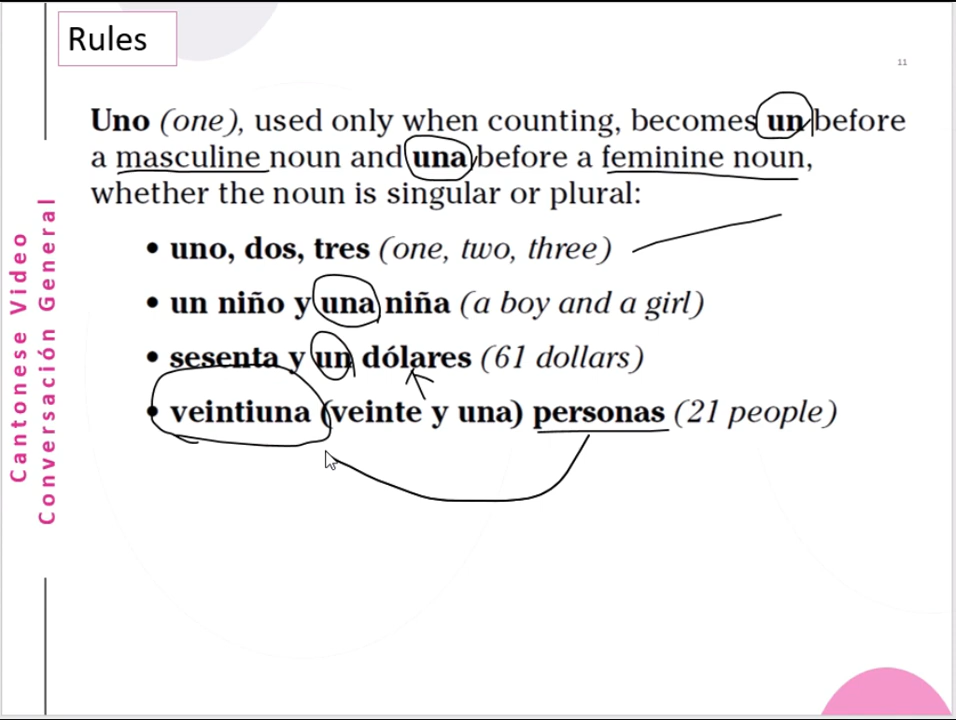 Rules
11
Uno (one), used only when counting, becomes un before
a masculine noun and una before a feminine noun,
whether the noun is singular or plural:
• uno, dos, tres (one, two, three)
• un niño y una niña (a boy and a girl)
• sesenta y un dólares (61 dollars)
• veintiuna (veinte y una) personas (21 people)
Cantonese Video
Conversación General